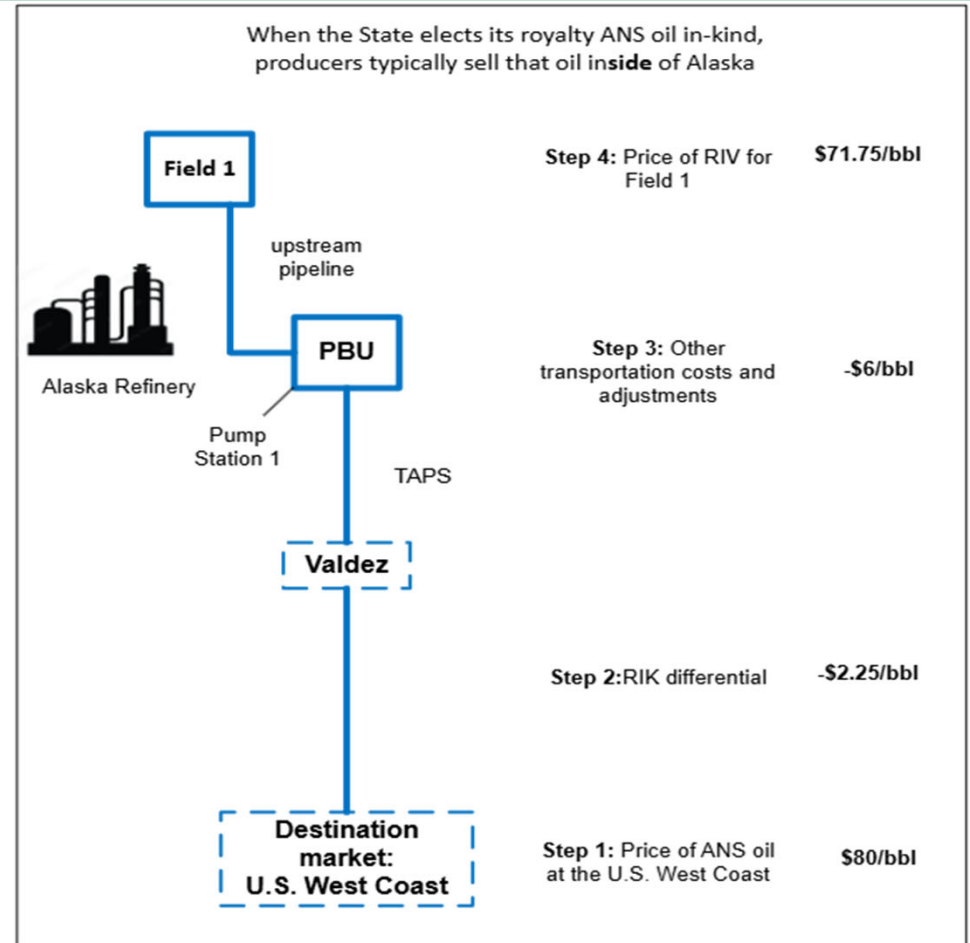 When the State elects its royalty ANS oil in-kind,
producers typically sell that oil inside of Alaska
Field 1
Step 4: Price of RIV for
Field 1
$71.75/bbl
upstream
pipeline
Alaska Refinery
PBU
Step 3: Other
transportation costs and
adjustments
-$6/bbl
Pump
Station 1
TAPS
Valdez
Step 2:RIK differential
-$2.25/bbl
Destination
market:
U.S. West Coast
Step 1: Price of ANS oil
at the U.S. West Coast
$80/bbl